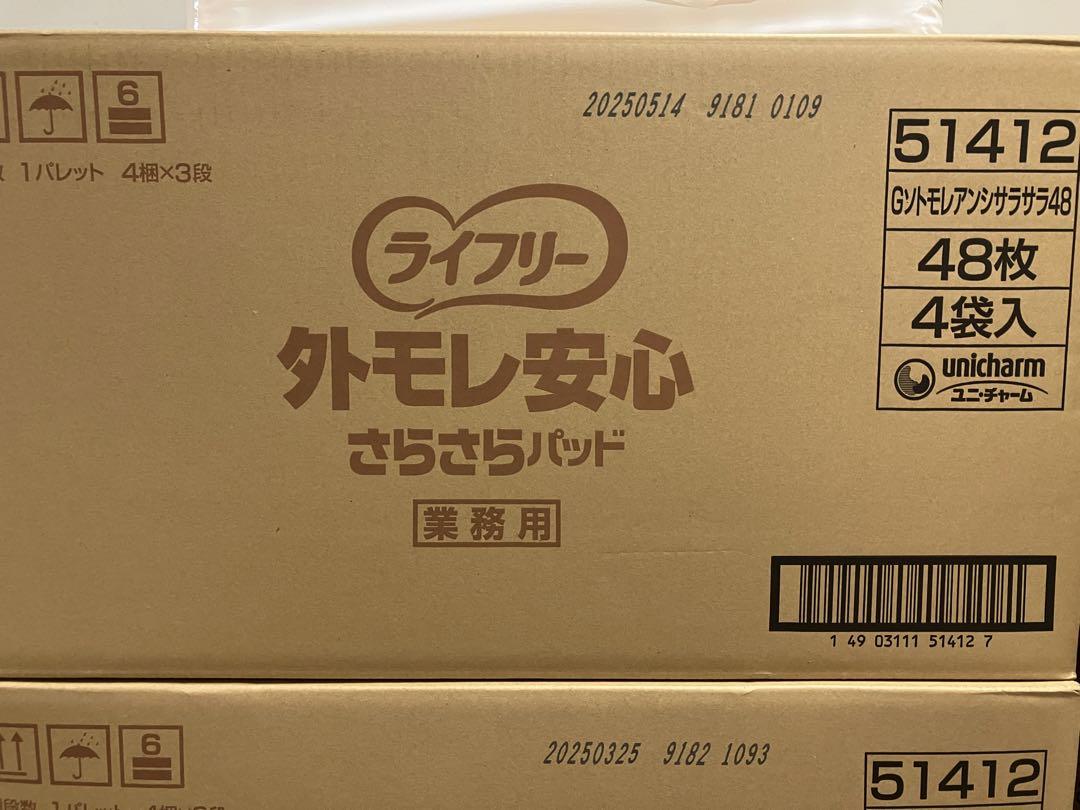 6
20250514 9181 0109
51412
1パレット 4梱×3段
Gソトモレアンシサラサラ48
ライフリー
48枚
4袋入
外モレ安心
unicharm
ユニ・チャーム
さらさらパッド
業務用
1 49 03111 51412 7
6
20250325 9182 1093
51412